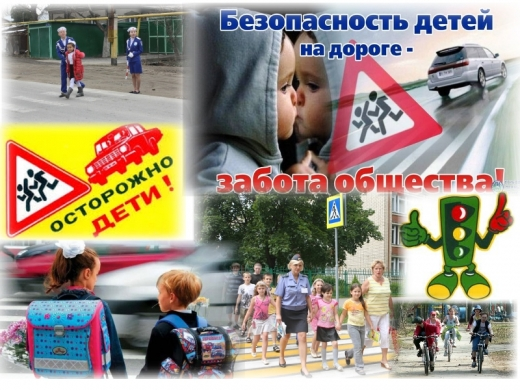 Безопасность детей
на дороге -
забота общества!
ОСТОРОЖНО
ДЕТИ!